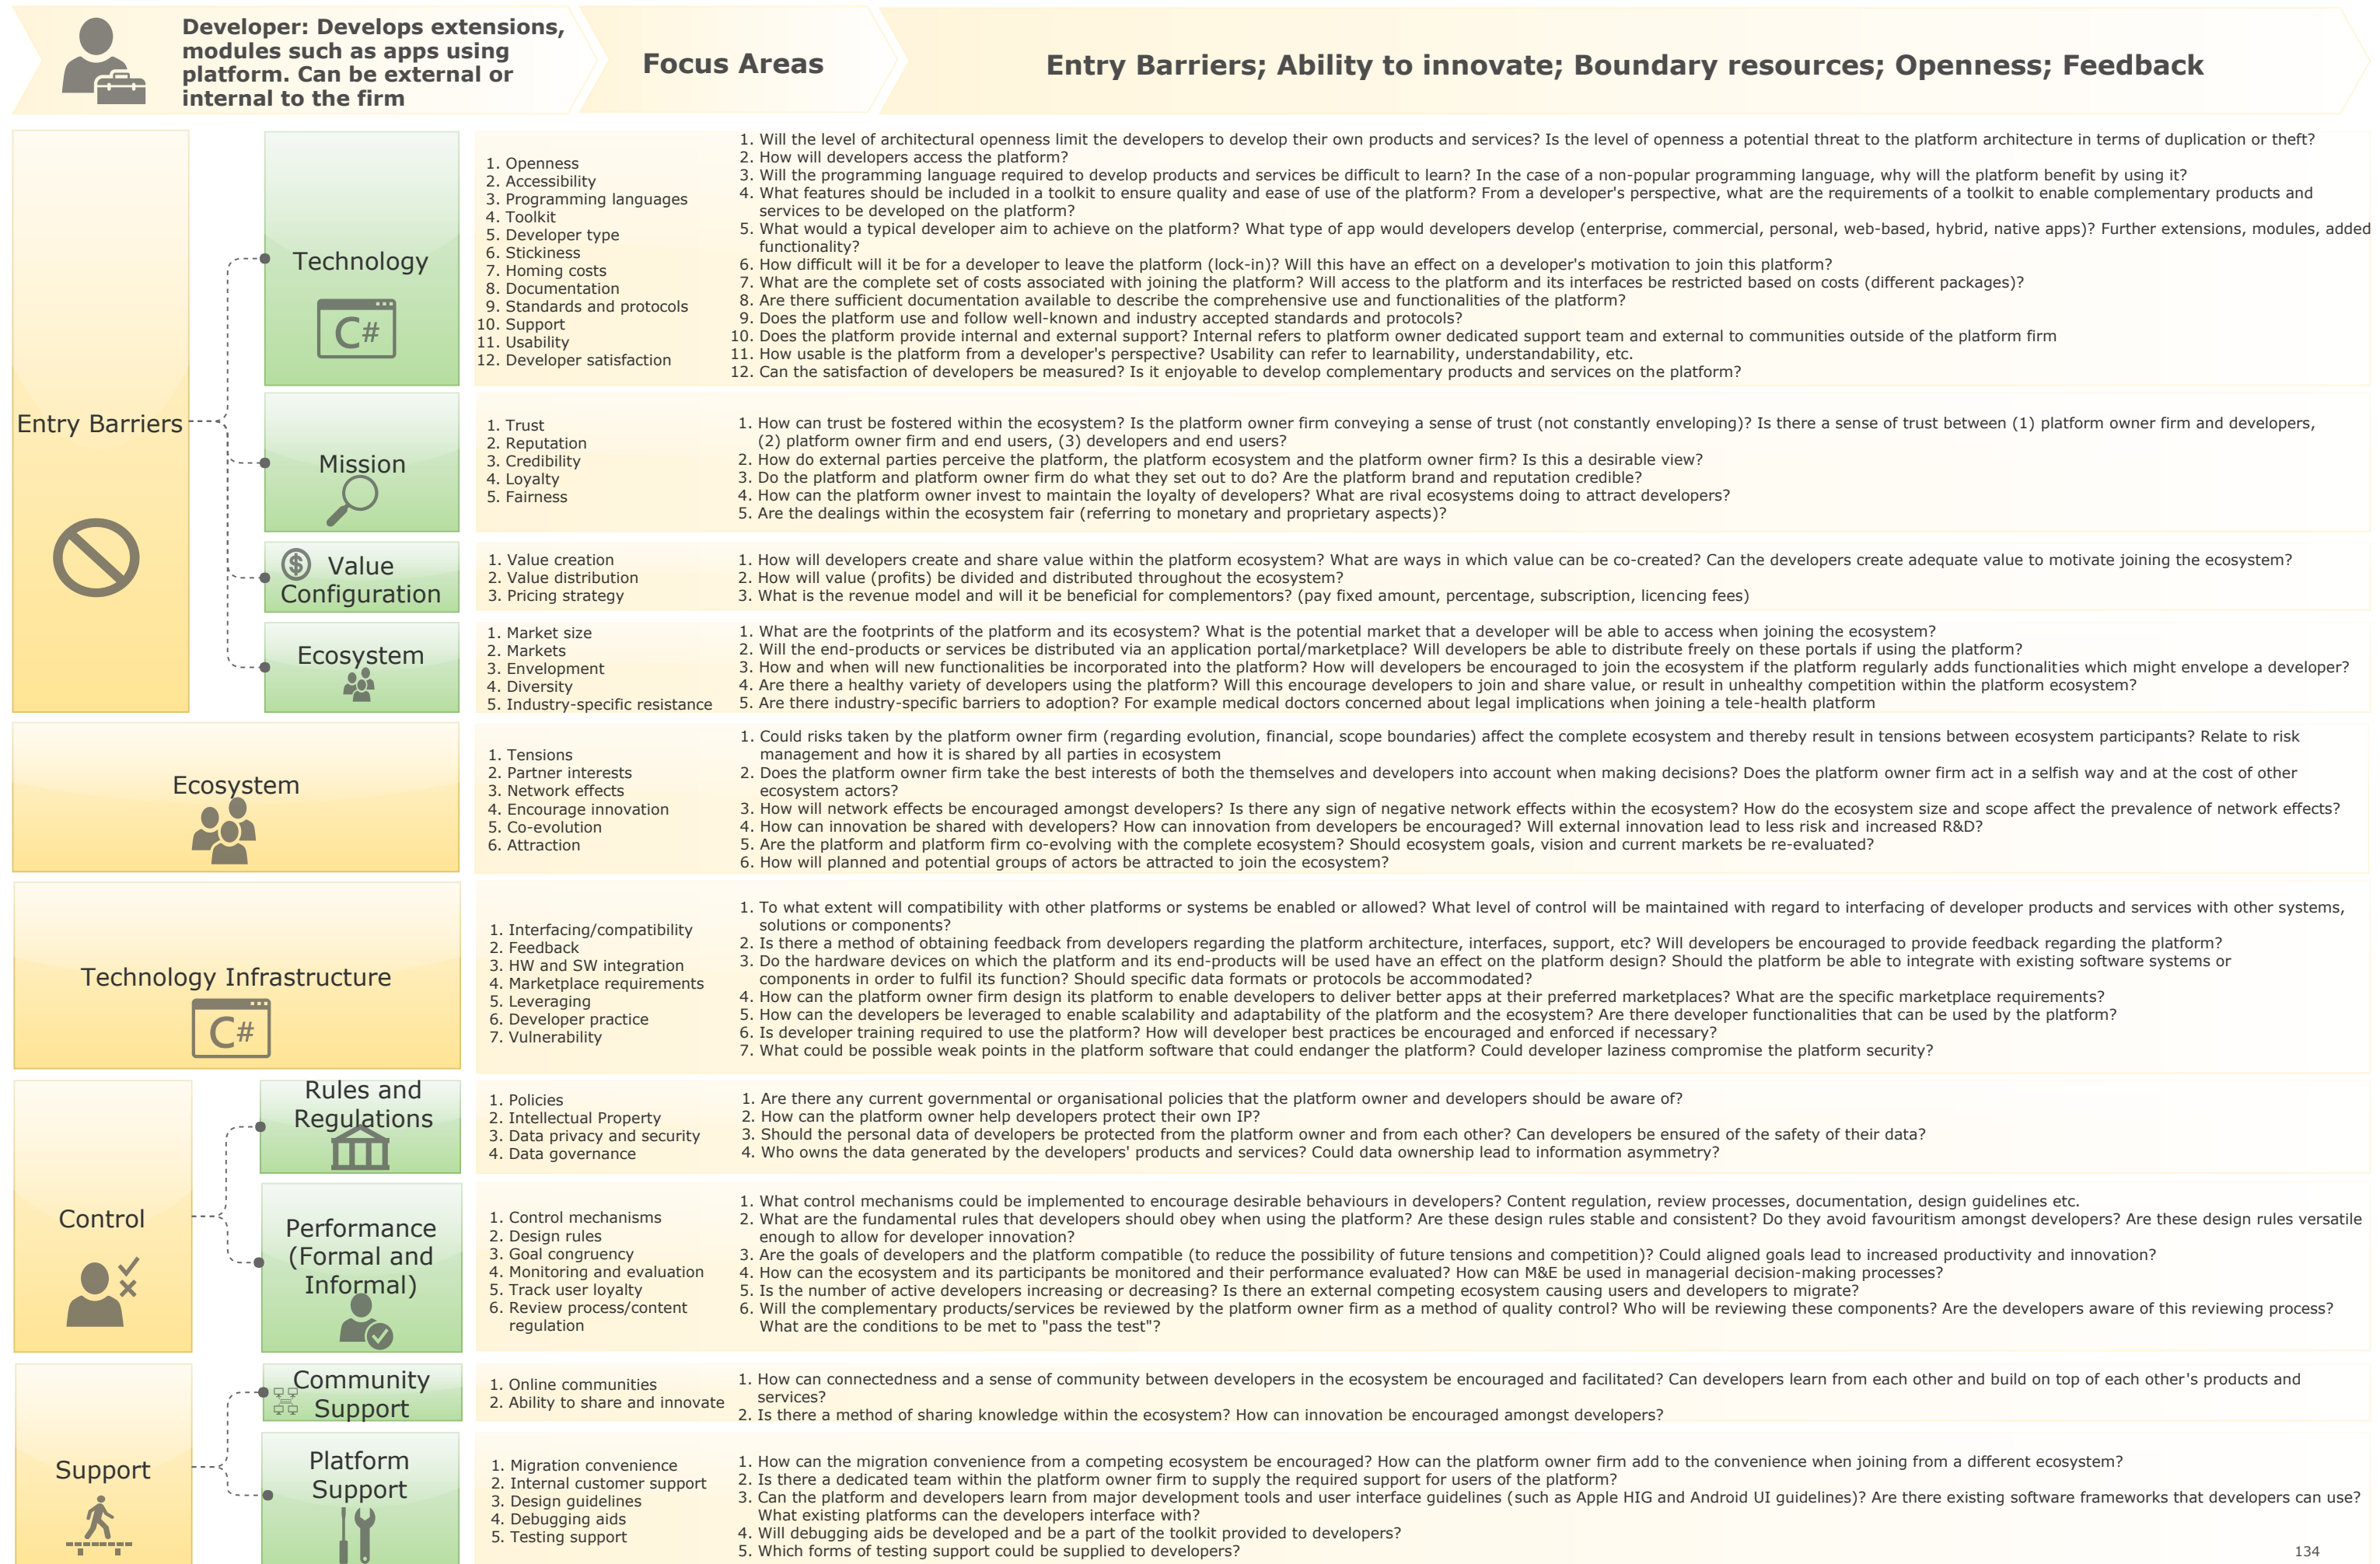 Developer: Develops extensions,
modules such as apps using
platform. Can be external or
internal to the firm
Focus Areas
Entry Barriers; Ability to innovate; Boundary resources; Openness; Feedback
Entry Barriers
Technology
C#
1. Openness
2. Accessibility
3. Programming languages
4. Toolkit
5. Developer type
6. Stickiness
7. Homing costs
8. Documentation
9. Standards and protocols
10. Support
11. Usability
12. Developer satisfaction
1. Will the level of architectural openness limit the developers to develop their own products and services? Is the level of openness a potential threat to the platform architecture in terms of duplication or theft?
2. How will developers access the platform?
3. Will the programming language required to develop products and services be difficult to learn? In the case of a non-popular programming language, why will the platform benefit by using it?
4. What features should be included in a toolkit to ensure quality and ease of use of the platform? From a developer's perspective, what are the requirements of a toolkit to enable complementary products and
services to be developed on the platform?
5. What would a typical developer aim to achieve on the platform? What type of app would developers develop (enterprise, commercial, personal, web-based, hybrid, native apps)? Further extensions, modules, added
functionality?
6. How difficult will it be for a developer to leave the platform (lock-in)? Will this have an effect on a developer's motivation to join this platform?
7. What are the complete set of costs associated with joining the platform? Will access to the platform and its interfaces be restricted based on costs (different packages)?
8. Are there sufficient documentation available to describe the comprehensive use and functionalities of the platform?
9. Does the platform use and follow well-known and industry accepted standards and protocols?
10. Does the platform provide internal and external support? Internal refers to platform owner dedicated support team and external to communities outside of the platform firm
11. How usable is the platform from a developer's perspective? Usability can refer to learnability, understandability, etc.
12. Can the satisfaction of developers be measured? Is it enjoyable to develop complementary products and services on the platform?
Mission
1. Trust
2. Reputation
3. Credibility
4. Loyalty
5. Fairness
1. How can trust be fostered within the ecosystem? Is the platform owner firm conveying a sense of trust (not constantly enveloping)? Is there a sense of trust between (1) platform owner firm and developers,
(2) platform owner firm and end users, (3) developers and end users?
2. How do external parties perceive the platform, the platform ecosystem and the platform owner firm? Is this a desirable view?
3. Do the platform and platform owner firm do what they set out to do? Are the platform brand and reputation credible?
4. How can the platform owner invest to maintain the loyalty of developers? What are rival ecosystems doing to attract developers?
5. Are the dealings within the ecosystem fair (referring to monetary and proprietary aspects)?
$ Value
Configuration
1. Value creation
2. Value distribution
3. Pricing strategy
1. How will developers create and share value within the platform ecosystem? What are ways in which value can be co-created? Can the developers create adequate value to motivate joining the ecosystem?
2. How will value (profits) be divided and distributed throughout the ecosystem?
3. What is the revenue model and will it be beneficial for complementors? (pay fixed amount, percentage, subscription, licencing fees)
Ecosystem
1. Market size
2. Markets
3. Envelopment
4. Diversity
5. Industry-specific resistance
1. What are the footprints of the platform and its ecosystem? What is the potential market that a developer will be able to access when joining the ecosystem?
2. Will the end-products or services be distributed via an application portal/marketplace? Will developers be able to distribute freely on these portals if using the platform?
3. How and when will new functionalities be incorporated into the platform? How will developers be encouraged to join the ecosystem if the platform regularly adds functionalities which might envelope a developer?
4. Are there a healthy variety of developers using the platform? Will this encourage developers to join and share value, or result in unhealthy competition within the platform ecosystem?
5. Are there industry-specific barriers to adoption? For example medical doctors concerned about legal implications when joining a tele-health platform
Ecosystem
1. Tensions
2. Partner interests
3. Network effects
4. Encourage innovation
5. Co-evolution
6. Attraction
1. Could risks taken by the platform owner firm (regarding evolution, financial, scope boundaries) affect the complete ecosystem and thereby result in tensions between ecosystem participants? Relate to risk
management and how it is shared by all parties in ecosystem
2. Does the platform owner firm take the best interests of both the themselves and developers into account when making decisions? Does the platform owner firm act in a selfish way and at the cost of other
ecosystem actors?
3. How will network effects be encouraged amongst developers? Is there any sign of negative network effects within the ecosystem? How do the ecosystem size and scope affect the prevalence of network effects?
4. How can innovation be shared with developers? How can innovation from developers be encouraged? Will external innovation lead to less risk and increased R&D?
5. Are the platform and platform firm co-evolving with the complete ecosystem? Should ecosystem goals, vision and current markets be re-evaluated?
6. How will planned and potential groups of actors be attracted to join the ecosystem?
Technology Infrastructure
C#
1. Interfacing/compatibility
2. Feedback
3. HW and SW integration
4. Marketplace requirements
5. Leveraging
6. Developer practice
7. Vulnerability
1. To what extent will compatibility with other platforms or systems be enabled or allowed? What level of control will be maintained with regard to interfacing of developer products and services with other systems,
solutions or components?
2. Is there a method of obtaining feedback from developers regarding the platform architecture, interfaces, support, etc? Will developers be encouraged to provide feedback regarding the platform?
3. Do the hardware devices on which the platform and its end-products will be used have an effect on the platform design? Should the platform be able to integrate with existing software systems or
components in order to fulfil its function? Should specific data formats or protocols be accommodated?
4. How can the platform owner firm design its platform to enable developers to deliver better apps at their preferred marketplaces? What are the specific marketplace requirements?
5. How can the developers be leveraged to enable scalability and adaptability of the platform and the ecosystem? Are there developer functionalities that can be used by the platform?
6. Is developer training required to use the platform? How will developer best practices be encouraged and enforced if necessary?
7. What could be possible weak points in the platform software that could endanger the platform? Could developer laziness compromise the platform security?
Control
Rules and
Regulations
1. Policies
2. Intellectual Property
3. Data privacy and security
4. Data governance
1. Are there any current governmental or organisational policies that the platform owner and developers should be aware of?
2. How can the platform owner help developers protect their own IP?
3. Should the personal data of developers be protected from the platform owner and from each other? Can developers be ensured of the safety of their data?
4. Who owns the data generated by the developers' products and services? Could data ownership lead to information asymmetry?
Performance
(Formal and
Informal)
1. Control mechanisms
2. Design rules
3. Goal congruency
4. Monitoring and evaluation
5. Track user loyalty
6. Review process/content
regulation
1. What control mechanisms could be implemented to encourage desirable behaviours in developers? Content regulation, review processes, documentation, design guidelines etc.
2. What are the fundamental rules that developers should obey when using the platform? Are these design rules stable and consistent? Do they avoid favouritism amongst developers? Are these design rules versatile
enough to allow for developer innovation?
3. Are the goals of developers and the platform compatible (to reduce the possibility of future tensions and competition)? Could aligned goals lead to increased productivity and innovation?
4. How can the ecosystem and its participants be monitored and their performance evaluated? How can M&E be used in managerial decision-making processes?
5. Is the number of active developers increasing or decreasing? Is there an external competing ecosystem causing users and developers to migrate?
6. Will the complementary products/services be reviewed by the platform owner firm as a method of quality control? Who will be reviewing these components? Are the developers aware of this reviewing process?
What are the conditions to be met to "pass the test"?
Support
Community
Support
1. Online communities
2. Ability to share and innovate
1. How can connectedness and a sense of community between developers in the ecosystem be encouraged and facilitated? Can developers learn from each other and build on top of each other's products and
services?
2. Is there a method of sharing knowledge within the ecosystem? How can innovation be encouraged amongst developers?
Platform
Support
1. Migration convenience
2. Internal customer support
3. Design guidelines
4. Debugging aids
5. Testing support
1. How can the migration convenience from a competing ecosystem be encouraged? How can the platform owner firm add to the convenience when joining from a different ecosystem?
2. Is there a dedicated team within the platform owner firm to supply the required support for users of the platform?
3. Can the platform and developers learn from major development tools and user interface guidelines (such as Apple HIG and Android UI guidelines)? Are there existing software frameworks that developers can use?
What existing platforms can the developers interface with?
4. Will debugging aids be developed and be a part of the toolkit provided to developers?
5. Which forms of testing support could be supplied to developers?
134